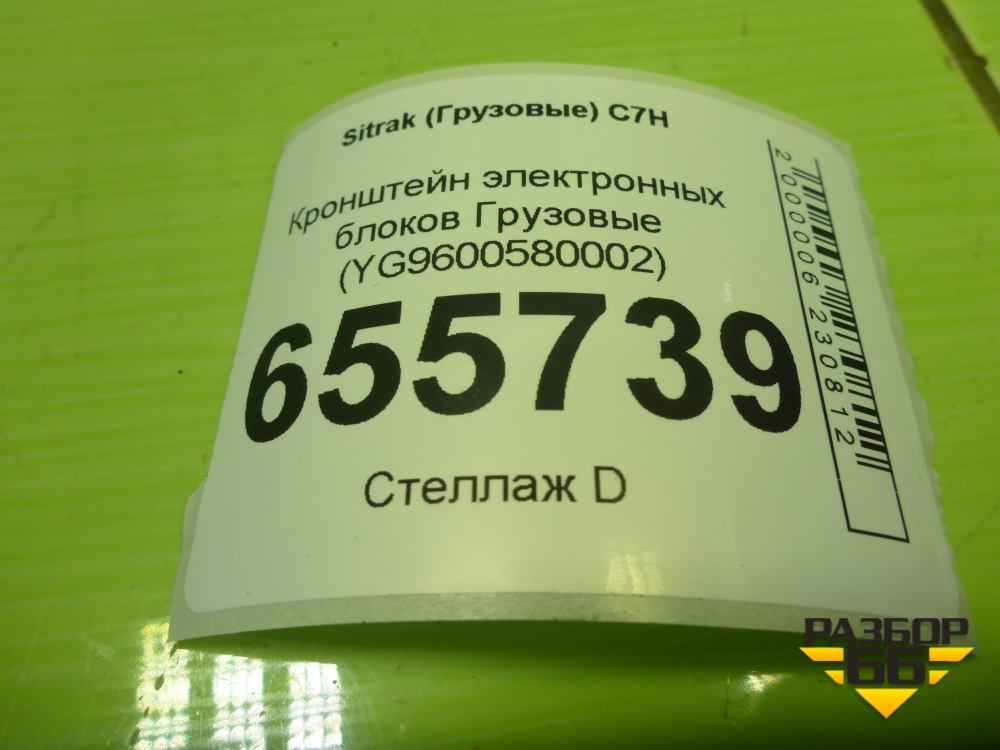 Sitrak (Грузовые) C7H
Кронштейн электронных
блоков Грузовые
(YG9600580002)
655739
Стеллаж D
2000006230812
РАЗБОР
66